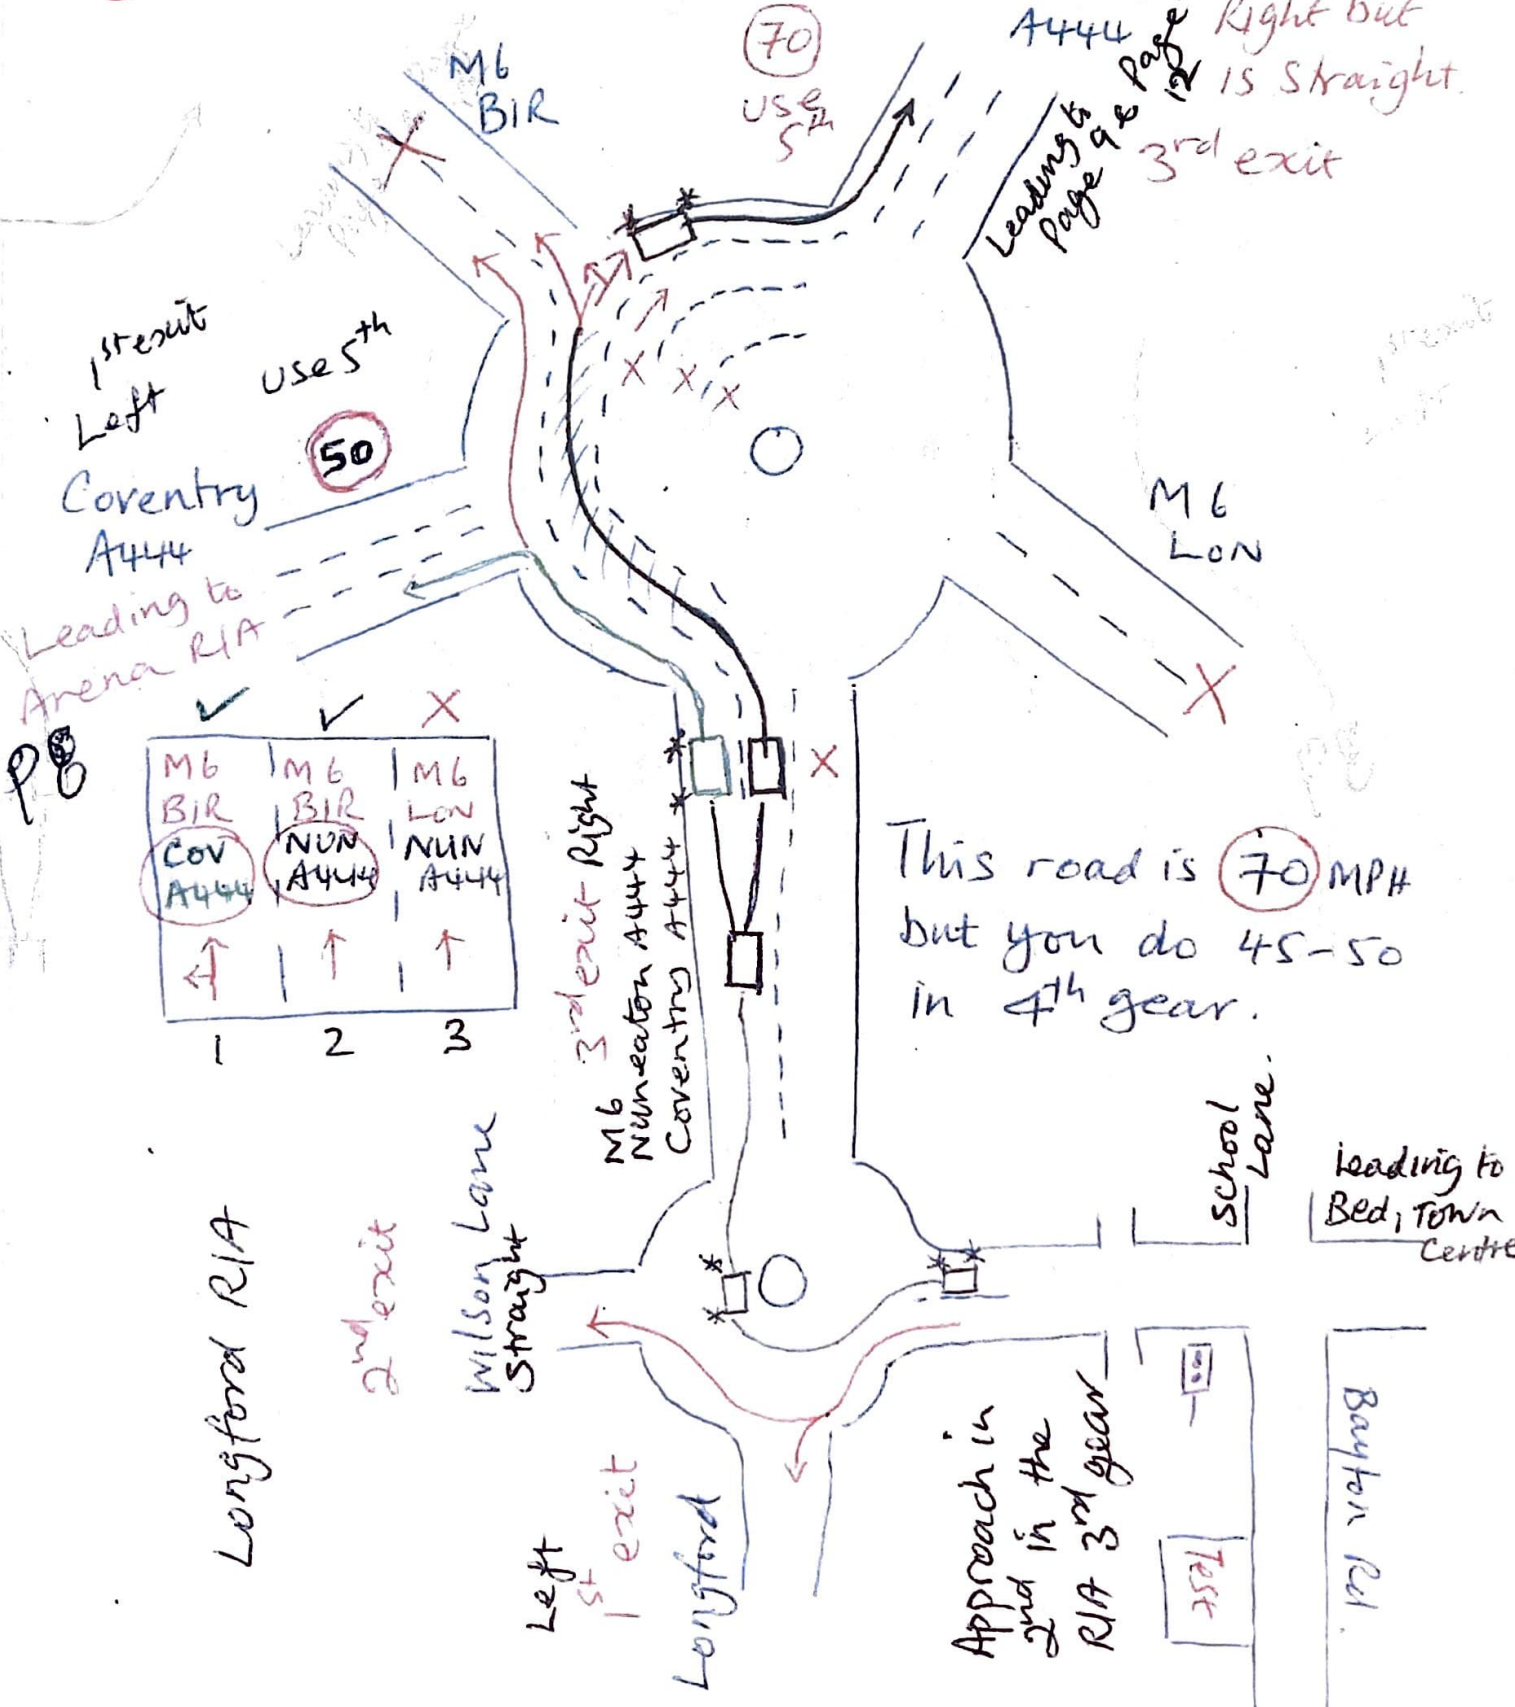 M6
BIR
70
use
5th
A444
Right but
is straight.
3rd exit
Leading to Page
Page 9 & 12
1st exit
Left
use 5th
50
Coventry
A444
Leading to
Arena RIA
P8
M6
LON
M6
BIR
COV
A444
M6
BIR
NUN
A444
M6
LON
NUN
A444
1
2
3
3rd exit Right
M6
Nuneaton A444
Coventry A444
This road is 70 MPH
but you do 45-50
in 4th gear.
School
Lane.
Leading to
Bed, Town
Centre
Longford RIA
2nd exit
Wilson Lane
Straight
Left
1st exit
Longford
Approach in
2nd in the
RIA 3rd gear
Test
Bayton Rd.